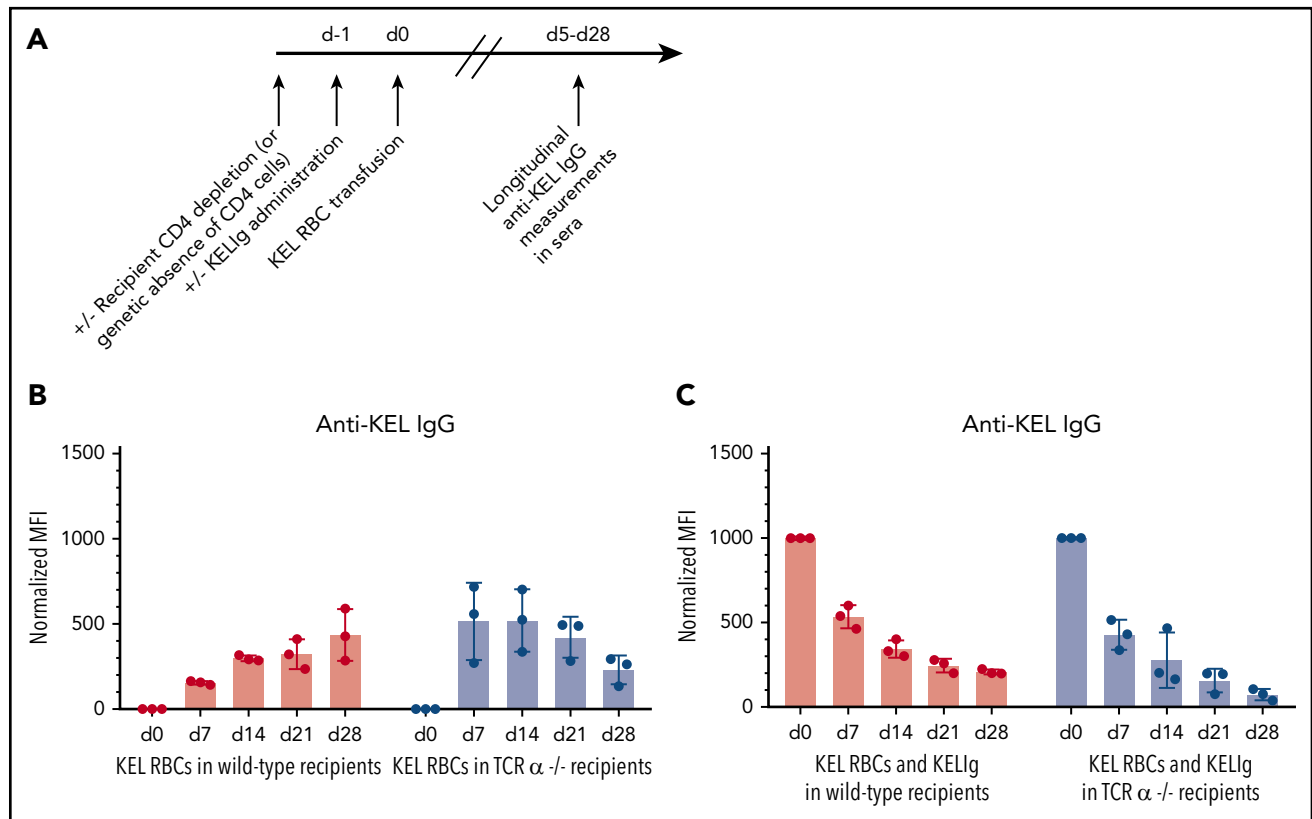 A
d-1 d0 d5-d28
+/- Recipient CD4 depletion (or
genetic absence of CD4 cells)
+/- KELIg administration
KEL RBC transfusion
Longitudinal
anti-KEL IgG
measurements
in sera
B
Anti-KEL IgG
Normalized MFI
1500
1000
500
0
d0 d7 d14 d21 d28 d0 d7 d14 d21 d28
KEL RBCs in wild-type recipients KEL RBCs in TCR α -/- recipients
C
Anti-KEL IgG
Normalized MFI
1500
1000
500
0
d0 d7 d14 d21 d28 d0 d7 d14 d21 d28
KEL RBCs and KELIg
in wild-type recipients
KEL RBCs and KELIg
in TCR α -/- recipients